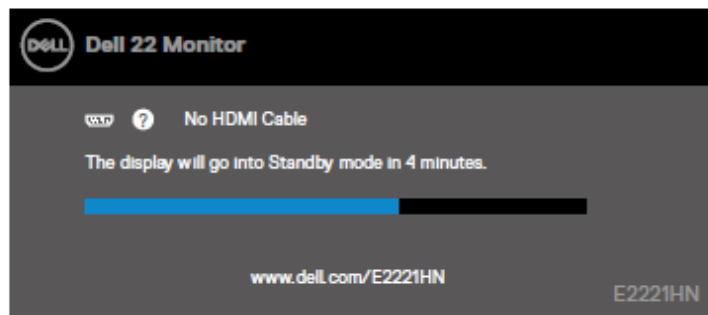 DELL
Dell 22 Monitor
? No HDMI Cable
The display will go into Standby mode in 4 minutes.
www.dell.com/E2221HN
E2221HN